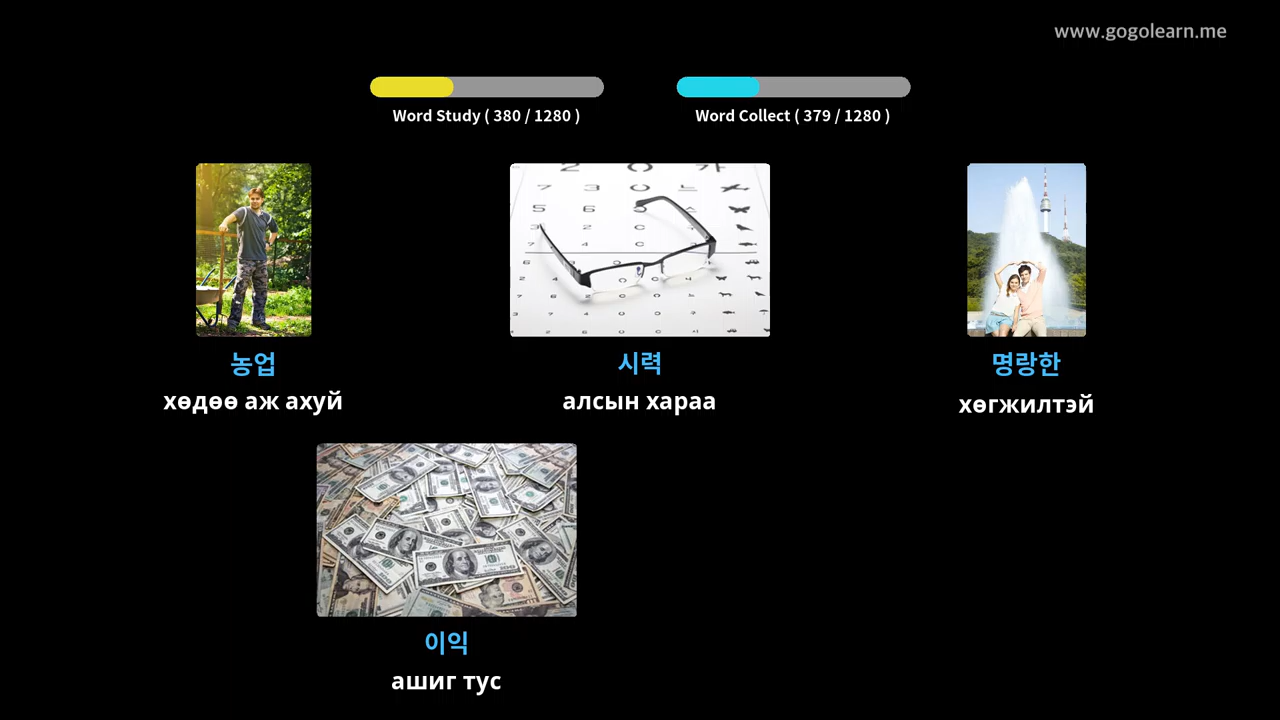 www.gogolearn.me
Word Study ( 380 / 1280 )
Word Collect ( 379 / 1280 )
농업
хөдөө аж ахуй
시력
алсын хараа
명랑한
хөгжилтэй
이익
ашиг тус